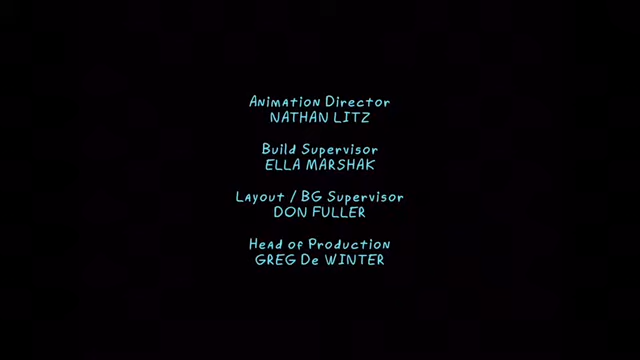 Animation Director
NATHAN LITZ
Build Supervisor
ELLA MARSHAK
Layout / BG Supervisor
DON FULLER
Head of Production
GREG De WINTER